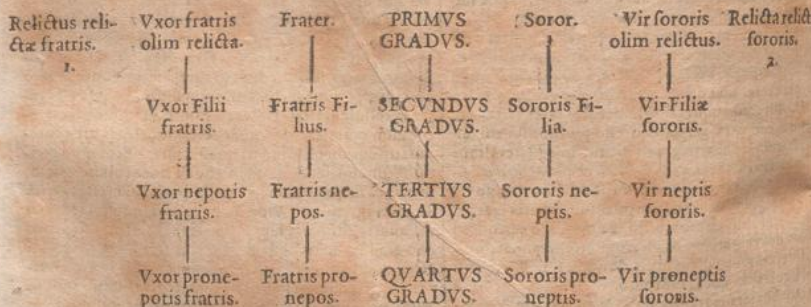 Relictus reli-
ctæ fratris.
1.
Vxor fratris
olim relicta.
Frater.
PRIMVS
GRADVS.
Soror.
Vir sororis
olim relictus.
Relicta relict
sororis.
2.
Vxor Filii
fratris.
Fratris Fi-
lius.
SECVNDVS
GRADVS.
Sororis Fi-
lia.
Vir Filiæ
sororis.
Vxor nepotis
fratris.
Fratris ne-
pos.
TERTIVS
GRADVS.
Sororis ne-
ptis.
Vir neptis
sororis.
Vxor prone-
potis fratris.
Fratris pro-
nepos.
QVARTVS
GRADVS.
Sororis pro-
neptis.
Vir proneptis
sororis.